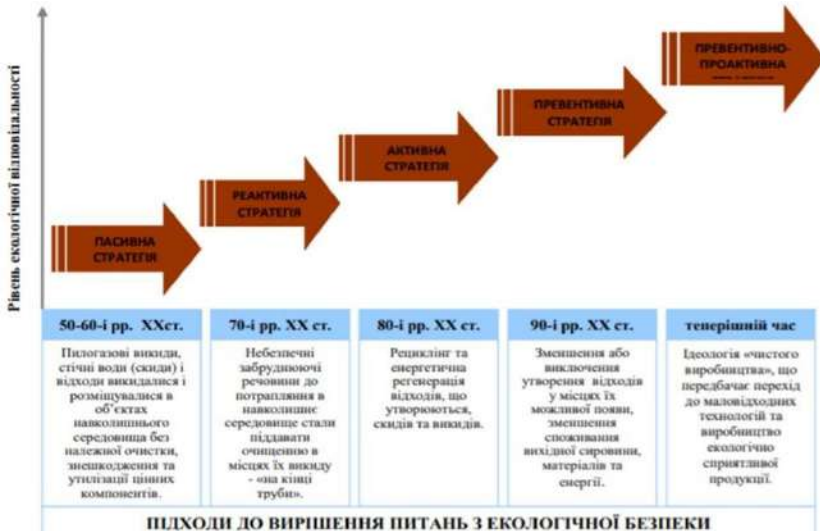 Рівень екологічної відповідальності
ПАСИВНА
СТРАТЕГІЯ
РЕАКТИВНА
СТРАТЕГІЯ
АКТИВНА
СТРАТЕГІЯ
ПРЕВЕНТИВНА
СТРАТЕГІЯ
ПРЕВЕНТИВНО-
ПРОАКТИВНА
50-60-і рр. ХХст.
Пилогазові викиди,
стічні води (скиди) і
відходи викидалися і
розміщувалися в
об'єктах
навколишнього
середовища без
належної очистки,
знешкодження та
утилізації цінних
компонентів.
70-і рр. ХХ ст.
Небезпечні
забруднюючі
речовини до
потрапляння в
навколишнє
середовище стали
піддавати
очищенню в
місцях їх викиду
- «на кінці
труби».
80-і рр. ХХ ст.
Рециклінг та
енергетична
регенерація
відходів, що
утворюються,
скидів та викидів.
90-і рр. ХХ ст.
Зменшення або
виключення
утворення відходів
у місцях їх
можливої появи,
зменшення
споживання
вихідної сировини,
матеріалів та
енергії.
теперішній час
Ідеологія «чистого
виробництва», що
передбачає перехід
до маловідходних
технологій та
виробництво
екологічно
сприятливої
продукції.
ПІДХОДИ ДО ВИРІШЕННЯ ПИТАНЬ З ЕКОЛОГІЧНОЇ БЕЗПЕКИ